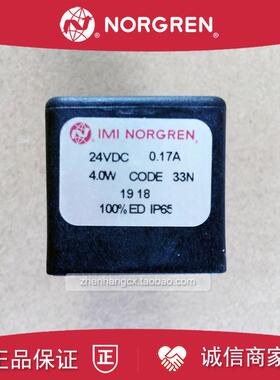 NORGREN®
IMI NORGREN
24VDC 0.17A
4.0W CODE 33N
19 18
100%ED IP65
zhenhangcx.taobao.com
正品保证
诚信商家